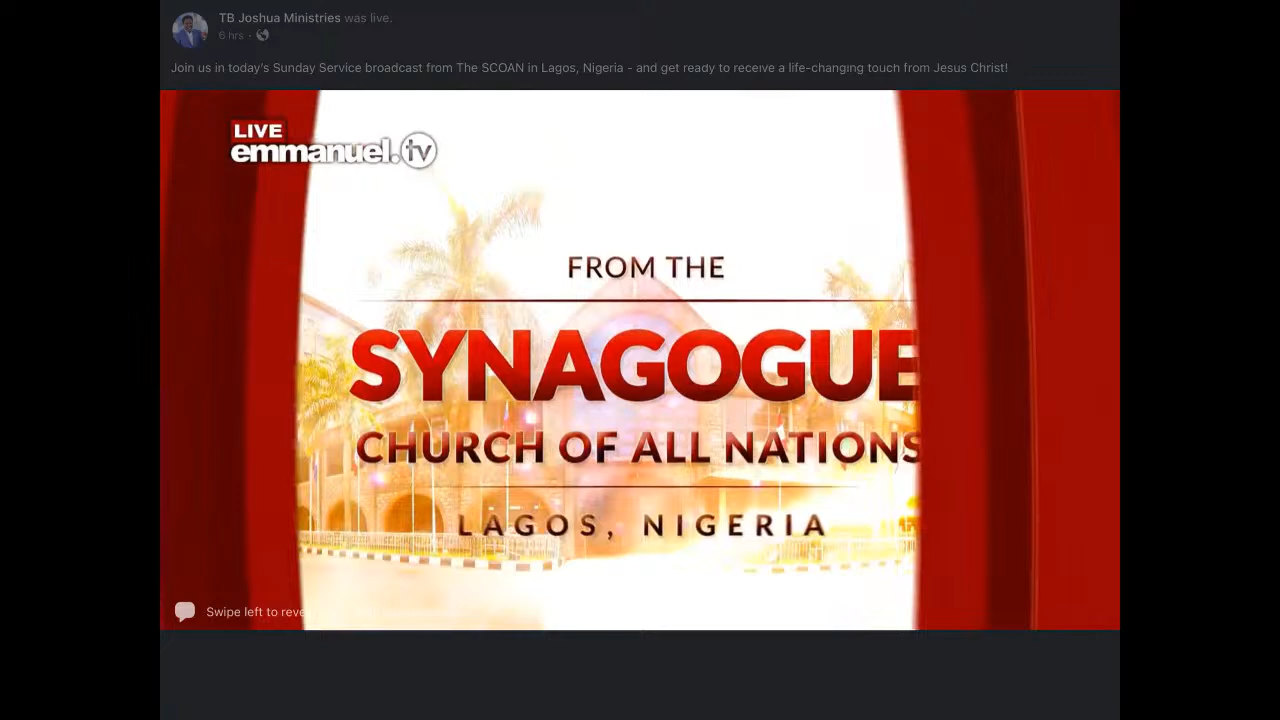 TB Joshua Ministries was live.
6 hrs ·
Join us in today's Sunday Service broadcast from The SCOAN in Lagos, Nigeria - and get ready to receive a life-changing touch from Jesus Christ!
LIVE
emmanuel.tv
FROM THE
SYNAGOGUE
CHURCH OF ALL NATIONS
LAGOS, NIGERIA
Swipe left to reve